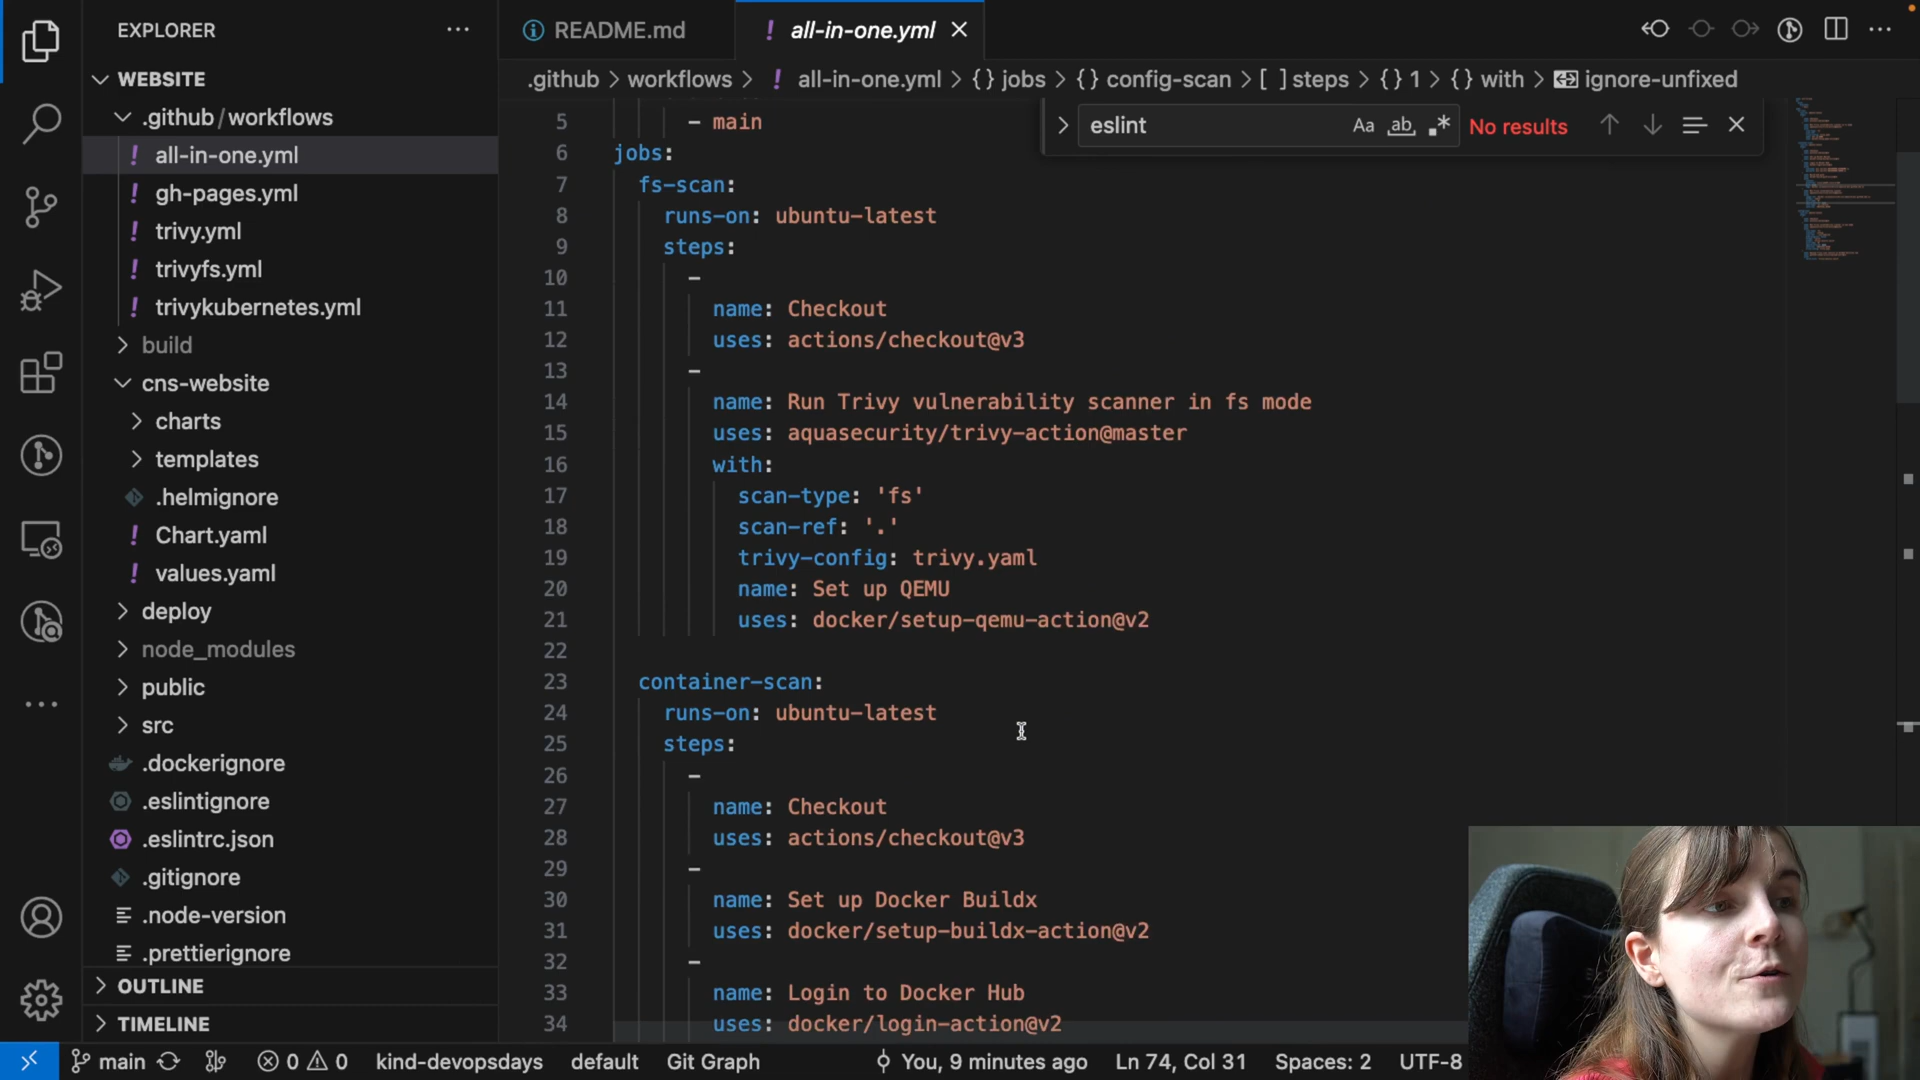 EXPLORER
WEBSITE
.github/workflows
! all-in-one.yml
! gh-pages.yml
! trivy.yml
! trivyfs.yml
! trivykubernetes.yml
build
cns-website
charts
templates
.helmignore
! Chart.yaml
! values.yaml
deploy
node_modules
public
src
.dockerignore
.eslintignore
.eslintrc.json
.gitignore
.node-version
.prettierignore
OUTLINE
TIMELINE
README.md
! all-in-one.yml
.github > workflows > ! all-in-one.yml > {} jobs > {} config-scan > [ ] steps > {} 1 > {} with > ignore-unfixed
eslint Aa ab .* No results
5 - main
6 jobs:
7 fs-scan:
8 runs-on: ubuntu-latest
9 steps:
10 -
11 name: Checkout
12 uses: actions/checkout@v3
13 -
14 name: Run Trivy vulnerability scanner in fs mode
15 uses: aquasecurity/trivy-action@master
16 with:
17 scan-type: 'fs'
18 scan-ref: '.'
19 trivy-config: trivy.yaml
20 name: Set up QEMU
21 uses: docker/setup-qemu-action@v2
22
23 container-scan:
24 runs-on: ubuntu-latest
25 steps:
26 -
27 name: Checkout
28 uses: actions/checkout@v3
29 -
30 name: Set up Docker Buildx
31 uses: docker/setup-buildx-action@v2
32 -
33 name: Login to Docker Hub
34 uses: docker/login-action@v2
main 0 0 kind-devopsdays default Git Graph You, 9 minutes ago Ln 74, Col 31 Spaces: 2 UTF-8